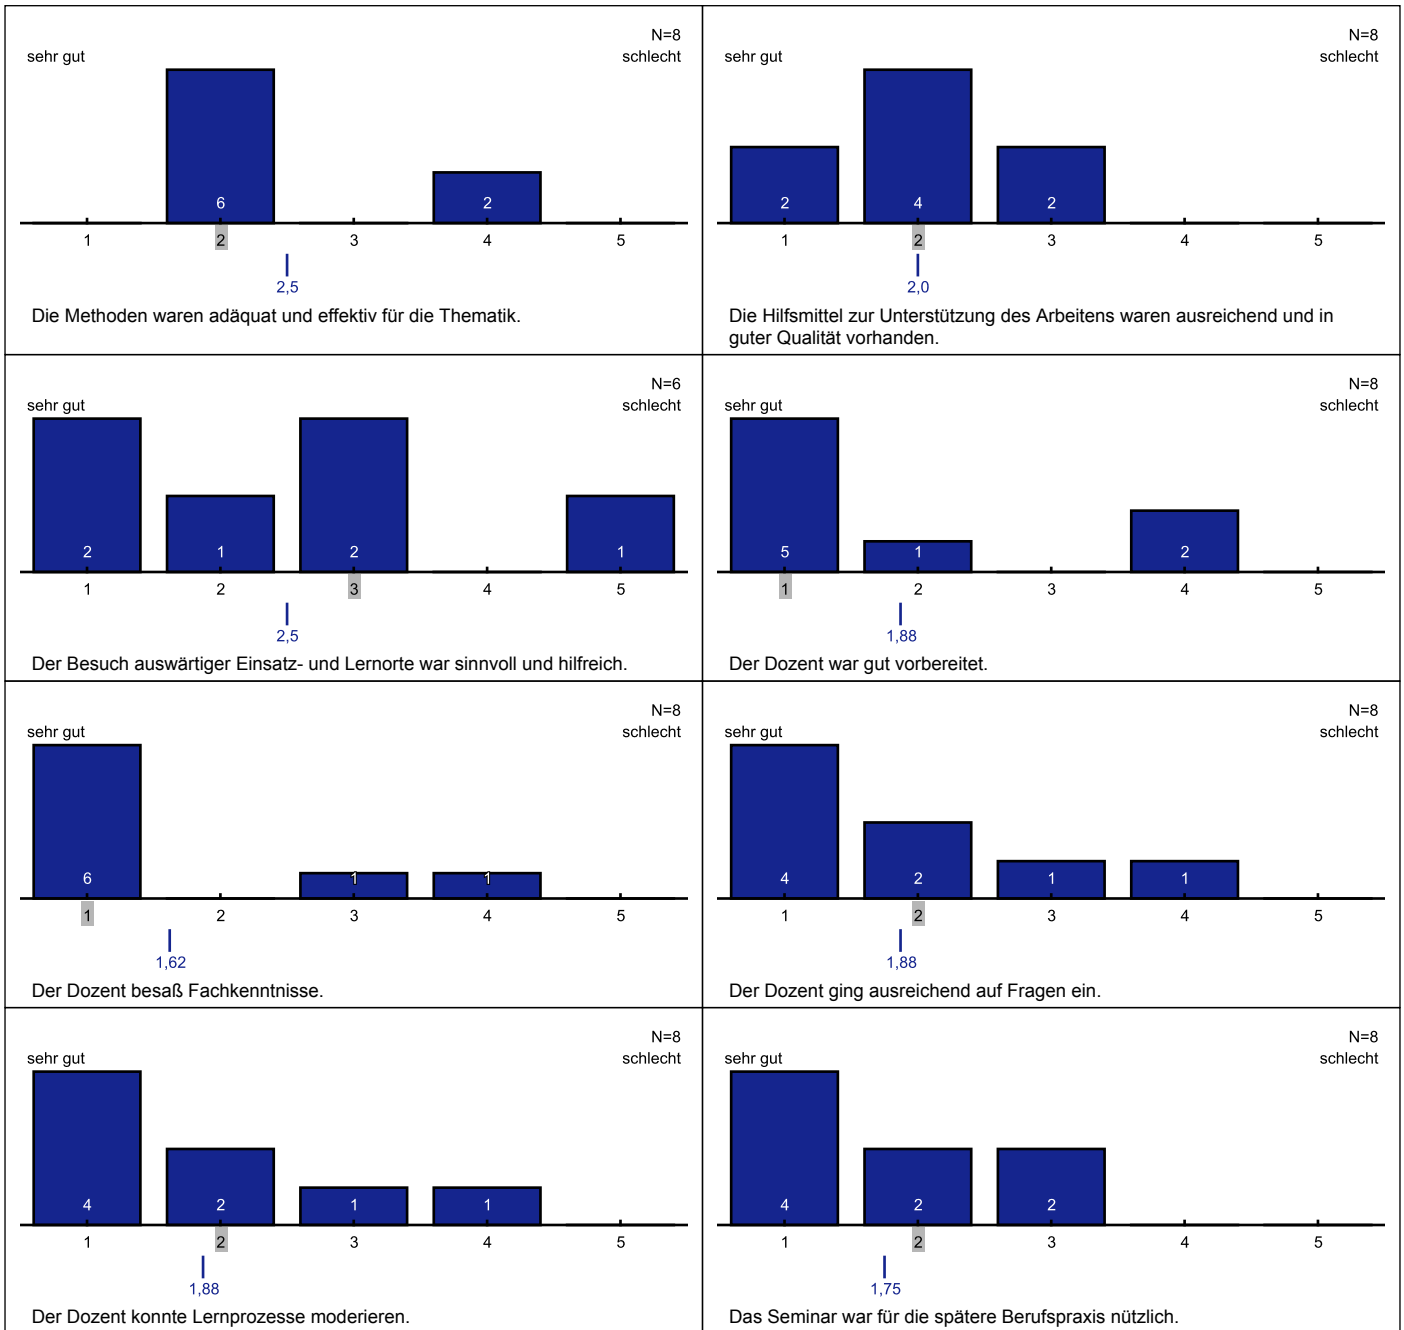 N=8
sehr gut schlecht
6 2
1 2 3 4 5
2,5
Die Methoden waren adäquat und effektiv für die Thematik.
N=8
sehr gut schlecht
2 4 2
1 2 3 4 5
2,0
Die Hilfsmittel zur Unterstützung des Arbeitens waren ausreichend und in
guter Qualität vorhanden.
N=6
sehr gut schlecht
2 1 2 1
1 2 3 4 5
2,5
Der Besuch auswärtiger Einsatz- und Lernorte war sinnvoll und hilfreich.
N=8
sehr gut schlecht
5 1 2
1 2 3 4 5
1,88
Der Dozent war gut vorbereitet.
N=8
sehr gut schlecht
6 1 1
1 2 3 4 5
1,62
Der Dozent besaß Fachkenntnisse.
N=8
sehr gut schlecht
4 2 1 1
1 2 3 4 5
1,88
Der Dozent ging ausreichend auf Fragen ein.
N=8
sehr gut schlecht
4 2 1 1
1 2 3 4 5
1,88
Der Dozent konnte Lernprozesse moderieren.
N=8
sehr gut schlecht
4 2 2
1 2 3 4 5
1,75
Das Seminar war für die spätere Berufspraxis nützlich.